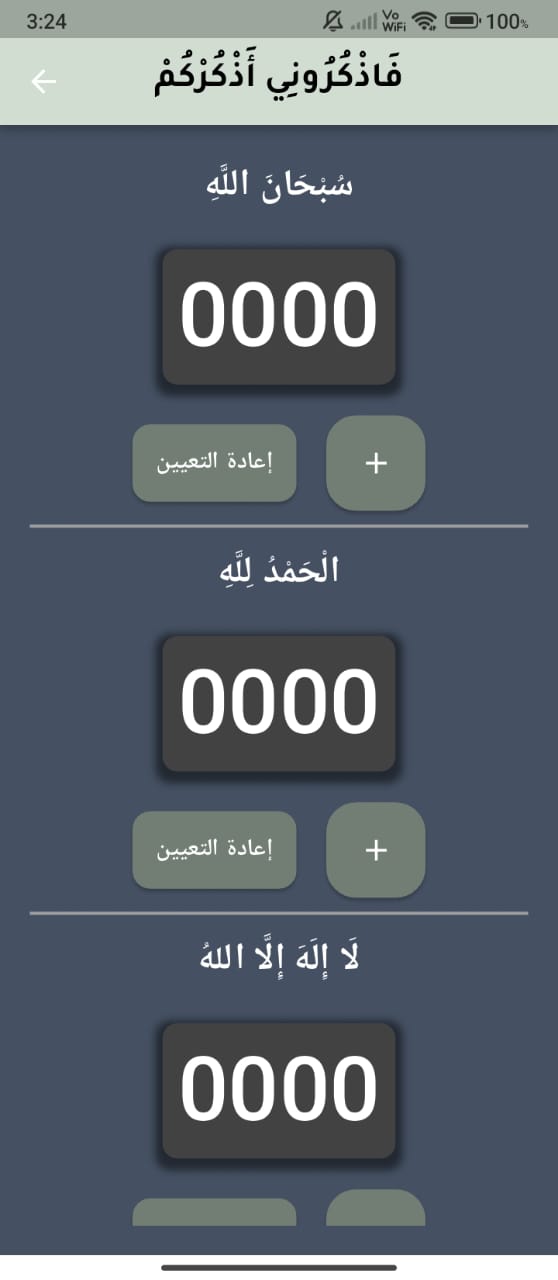 3:24 Vo WiFi 100%
فَاذْكُرُونِي أَذْكُرْكُمْ
سُبْحَانَ اللَّهِ
0000
إعادة التعيين +
الْحَمْدُ لِلَّهِ
0000
إعادة التعيين +
لَا إِلَهَ إِلَّا اللهُ
0000